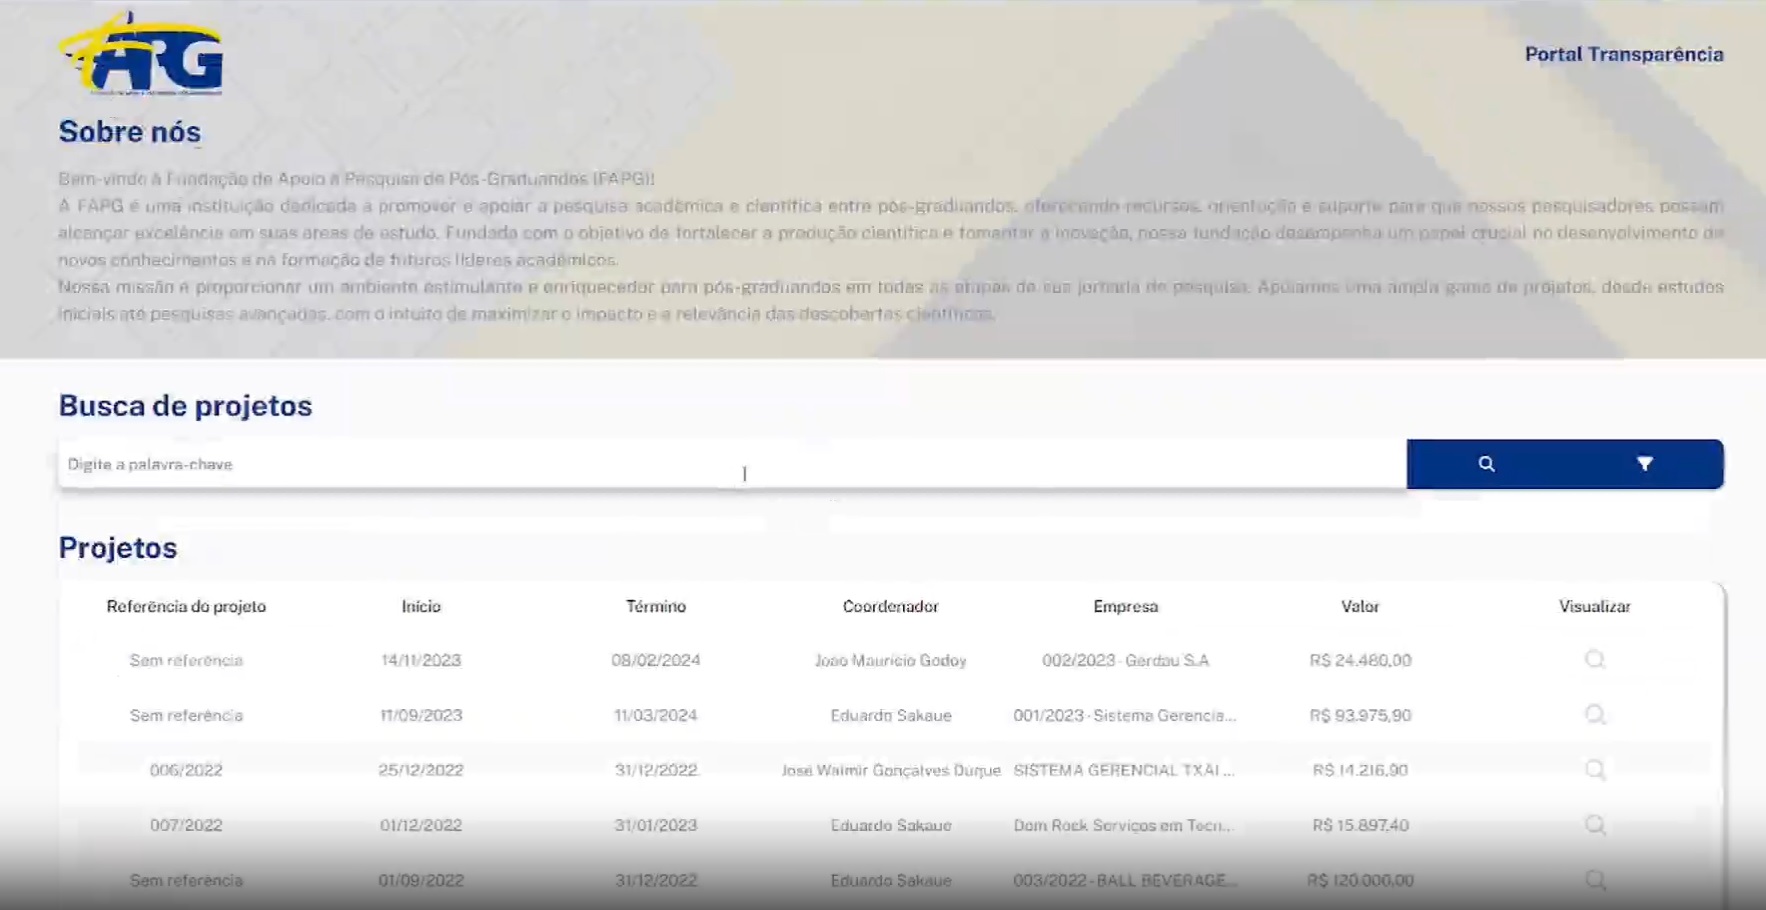 FAPG
Portal Transparência
Sobre nós
Bem-vindo à Fundação de Apoio à Pesquisa de Pós-Graduandos (FAPG)!
A FAPG é uma instituição dedicada a promover e apoiar a pesquisa acadêmica e científica entre pós-graduandos, oferecendo recursos, orientação e suporte para que nossos pesquisadores possam
alcançar excelência em suas áreas de estudo. Fundada com o objetivo de fortalecer a produção científica e fomentar a inovação, nossa fundação desempenha um papel crucial no desenvolvimento de
novos conhecimentos e na formação de futuros líderes acadêmicos.
Nossa missão é proporcionar um ambiente estimulante e enriquecedor para pós-graduandos em todas as etapas de sua jornada de pesquisa. Apoiamos uma ampla gama de projetos, desde estudos
iniciais até pesquisas avançadas, com o intuito de maximizar o impacto e a relevância das descobertas científicas.
Busca de projetos
Digite a palavra-chave
Projetos
Referência do projeto Início Término Coordenador Empresa Valor Visualizar
Sem referência 14/11/2023 08/02/2024 Joao Mauricio Godoy 002/2023 - Gerdau S.A R$ 24.480,00
Sem referência 11/09/2023 11/03/2024 Eduardo Sakaue 001/2023 - Sistema Gerencia... R$ 93.975,90
006/2022 25/12/2022 31/12/2022 José Walmir Gonçalves Duque SISTEMA GERENCIAL TXAI ... R$ 14.216,90
007/2022 01/12/2022 31/01/2023 Eduardo Sakaue Dom Rock Serviços em Tecn... R$ 15.897,40
Sem referência 01/09/2022 31/12/2022 Eduardo Sakaue 003/2022 - BALL BEVERAGE... R$ 120.000,00